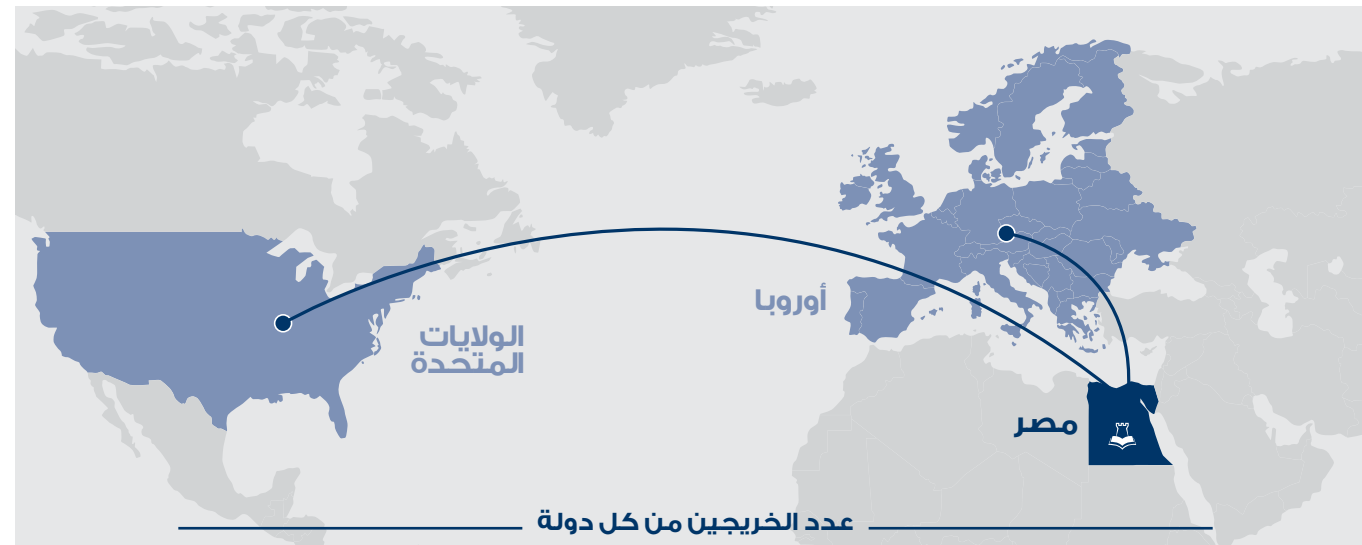 أوروبا
الولايات
المتحدة
مصر
عدد الخريجين من كل دولة